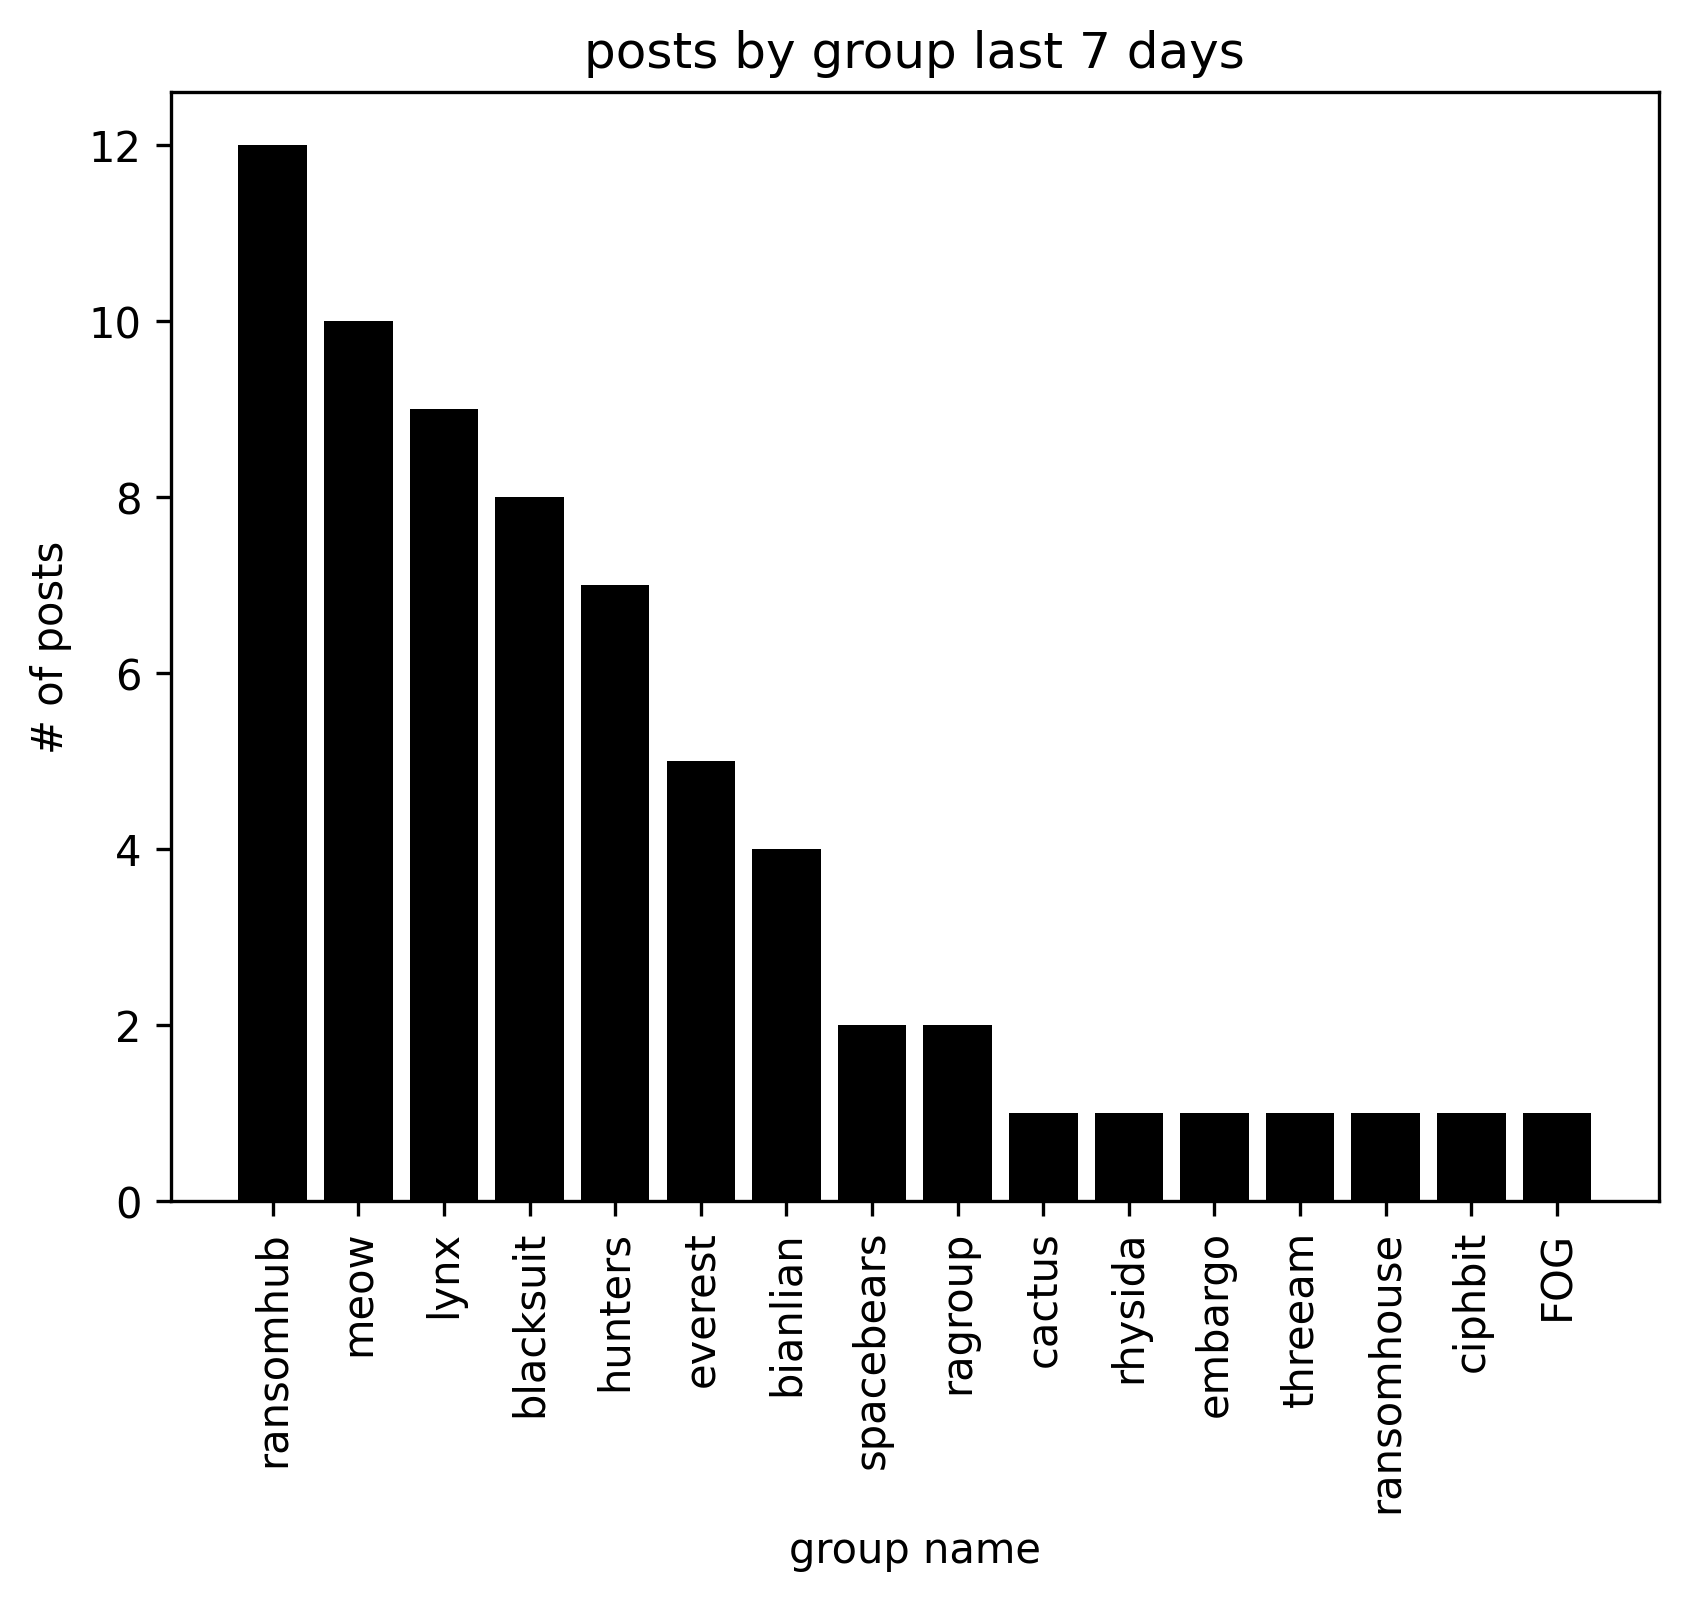 posts by group last 7 days
12
10
8
6
4
2
0
# of posts
ransomhub
meow
lynx
blacksuit
hunters
everest
bianlian
spacebears
ragroup
cactus
rhysida
embargo
threeam
ransomhouse
ciphbit
FOG
group name